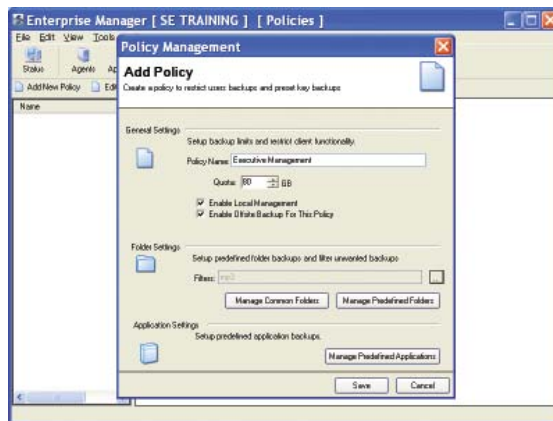 Enterprise Manager [ SE TRAINING ] [ Policies ]
File Edit View Tools
Status Agents Ap
Add New Policy Edi
Name
Policy Management
Add Policy
Create a policy to restrict users backups and preset key backups
General Settings
Setup backup limits and restrict client functionality.
Policy Name: Executive Management
Quota: 80 GB
Enable Local Management
Enable Offsite Backup For This Policy
Folder Settings
Setup predefined folder backups and filter unwanted backups
Filters: mp3
...
Manage Common Folders Manage Predefined Folders
Application Settings
Setup predefined application backups.
Manage Predefined Applications
Save Cancel